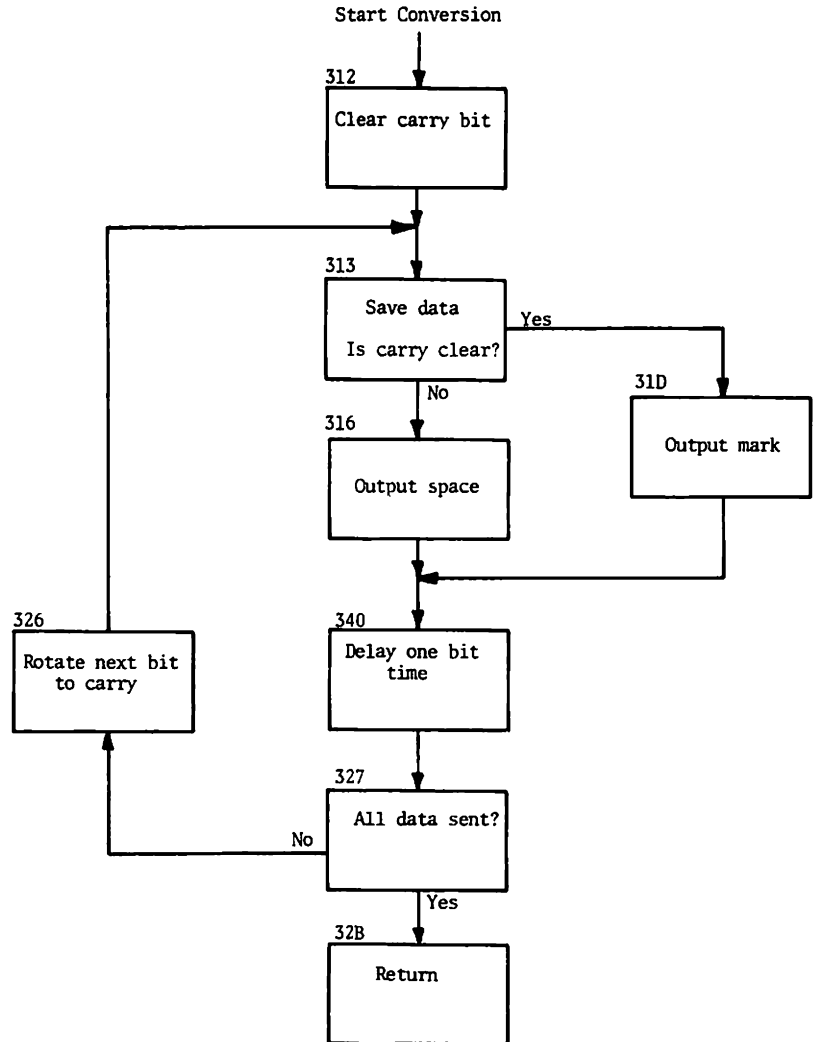 Start Conversion
312
Clear carry bit
313
Save data
Is carry clear?
Yes
No
31D
Output mark
316
Output space
326
Rotate next bit
to carry
340
Delay one bit
time
327
All data sent?
No
Yes
32B
Return